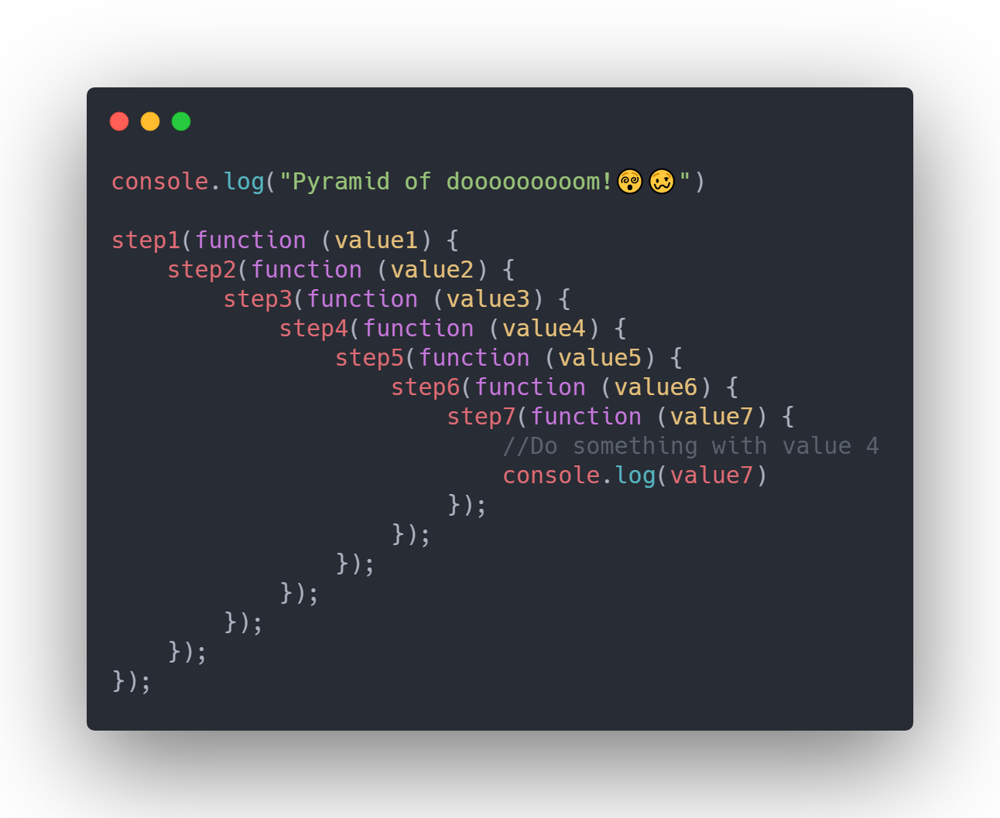 console.log("Pyramid of dooooooooom!😵‍💫🥴")
step1(function (value1) {
    step2(function (value2) {
        step3(function (value3) {
            step4(function (value4) {
                step5(function (value5) {
                    step6(function (value6) {
                        step7(function (value7) {
                            //Do something with value 4
                            console.log(value7)
                        });
                    });
                });
            });
        });
    });
});